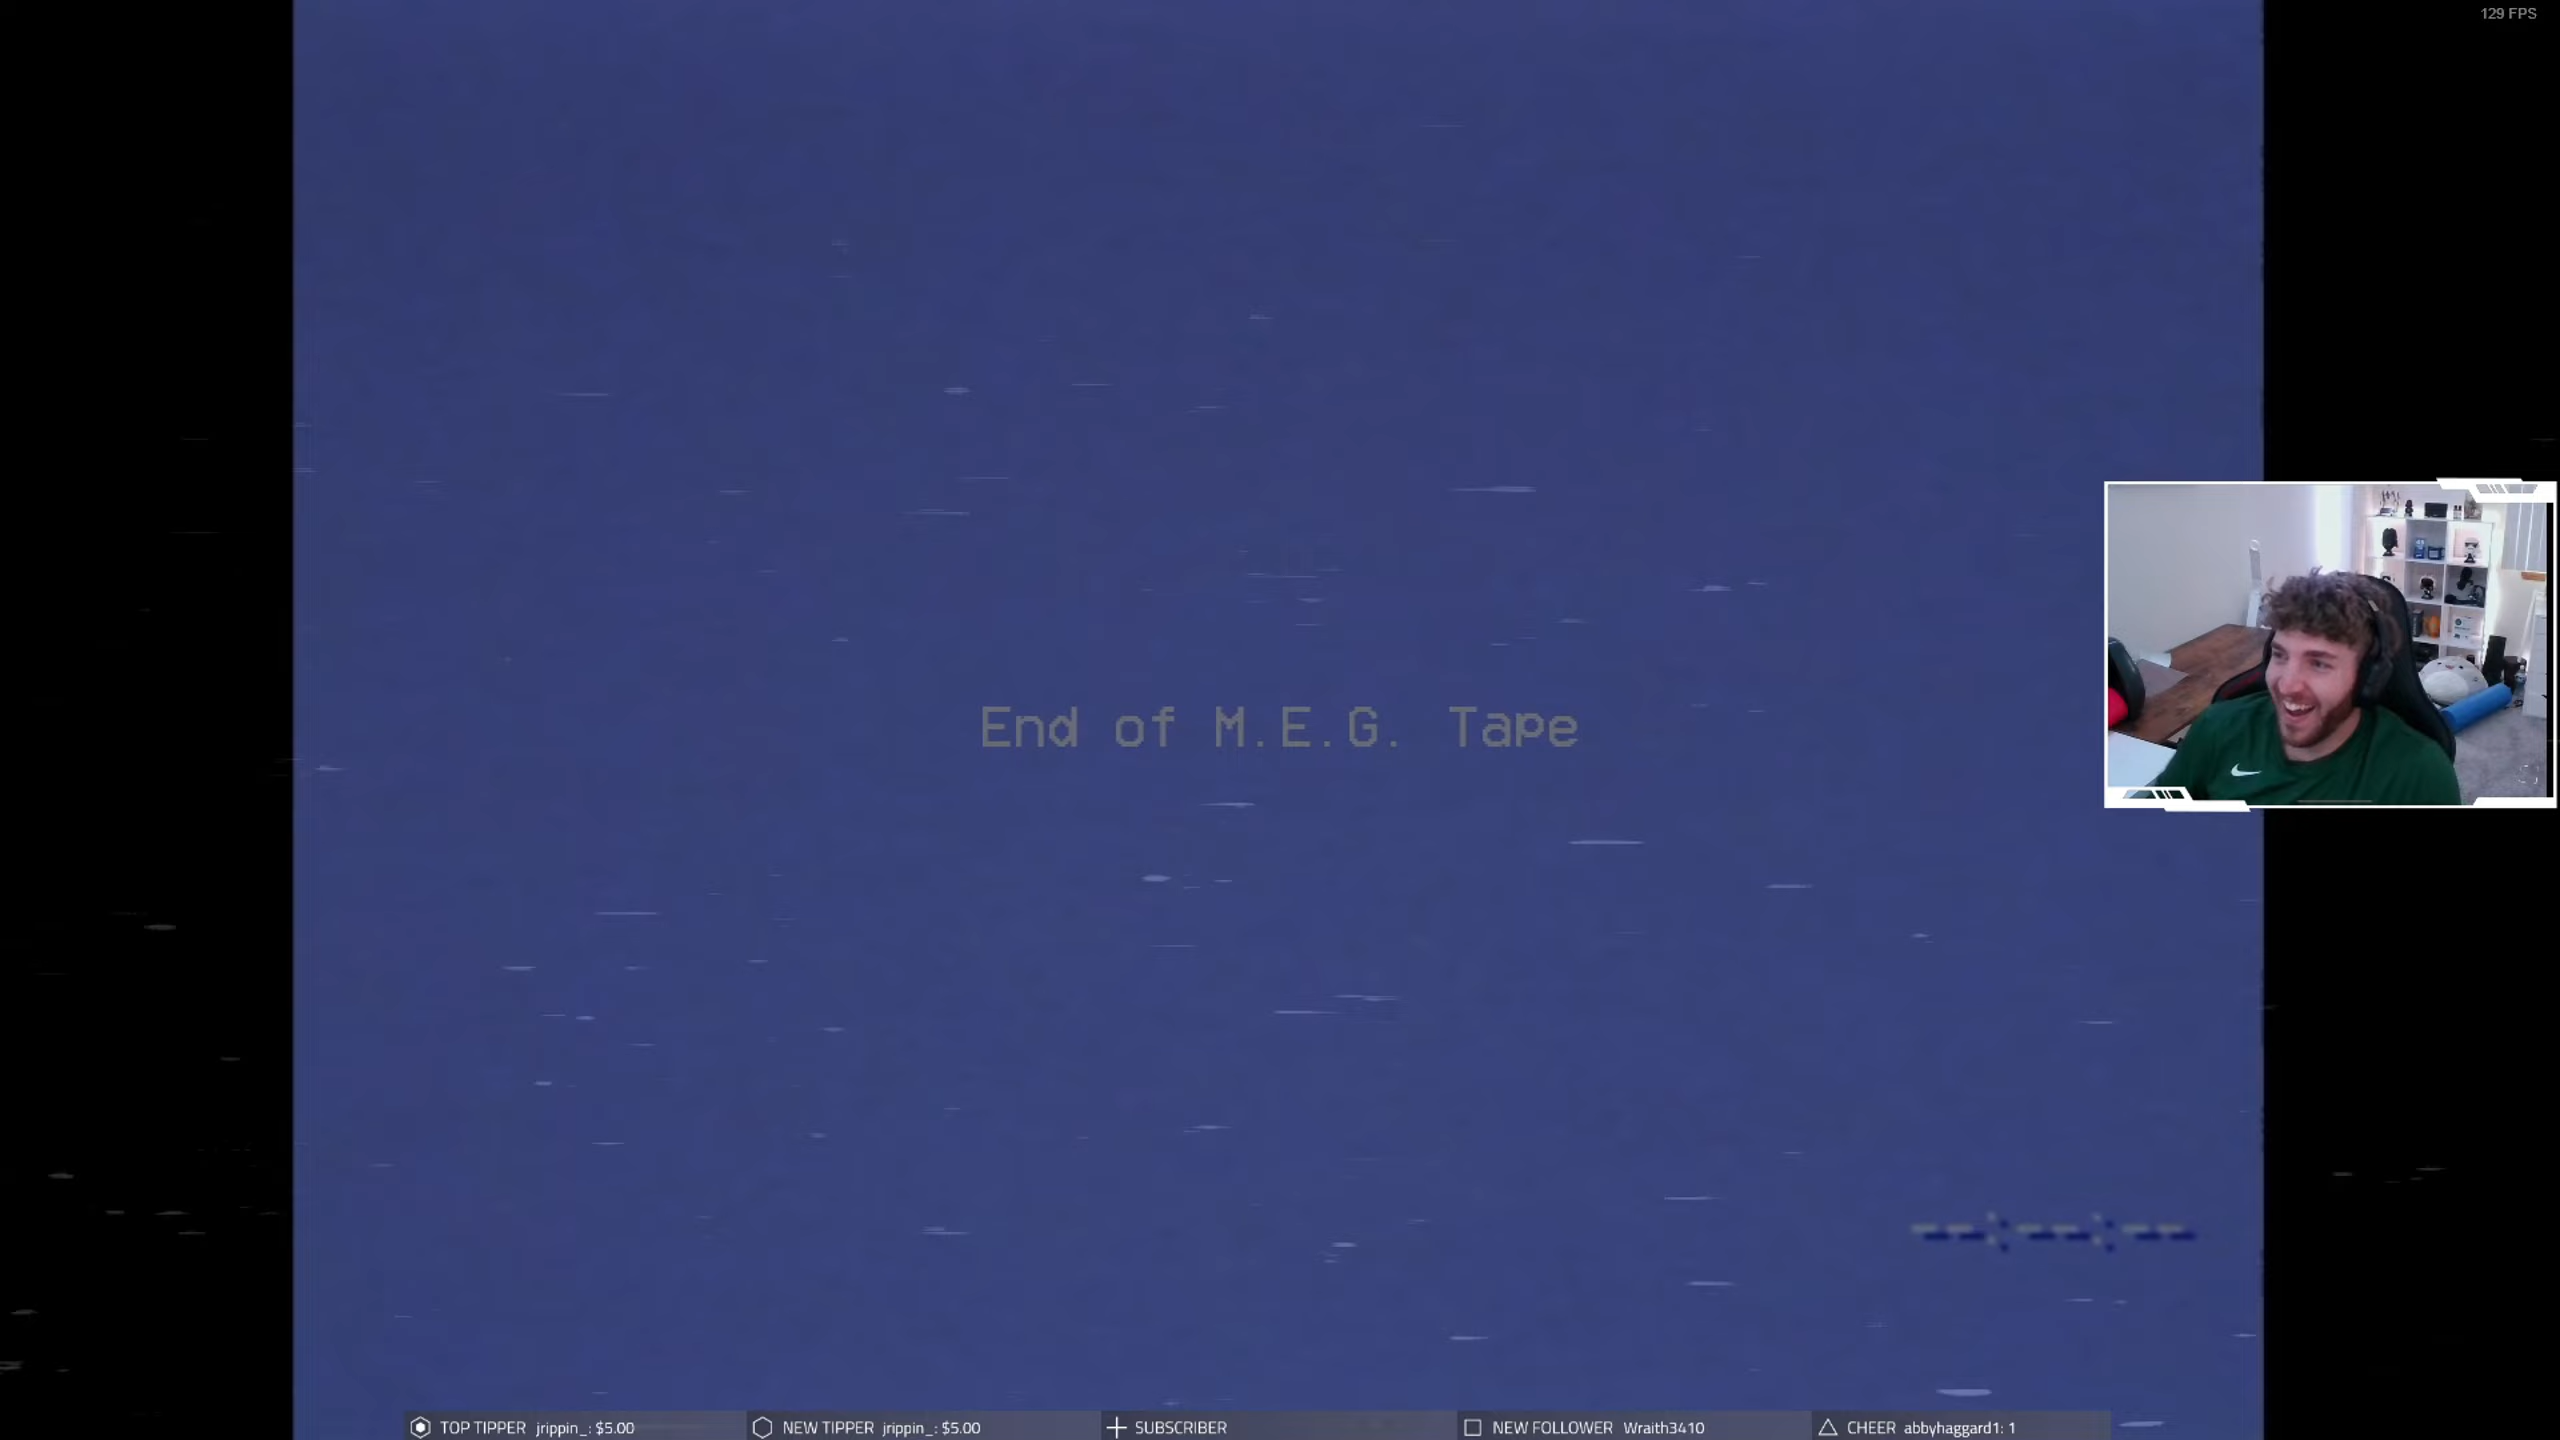 129 FPS
End of M.E.G. Tape
--:--:--
TOP TIPPER jrippin_: $5.00
NEW TIPPER jrippin_: $5.00
SUBSCRIBER
NEW FOLLOWER Wraith3410
CHEER abbyhaggard1: 1